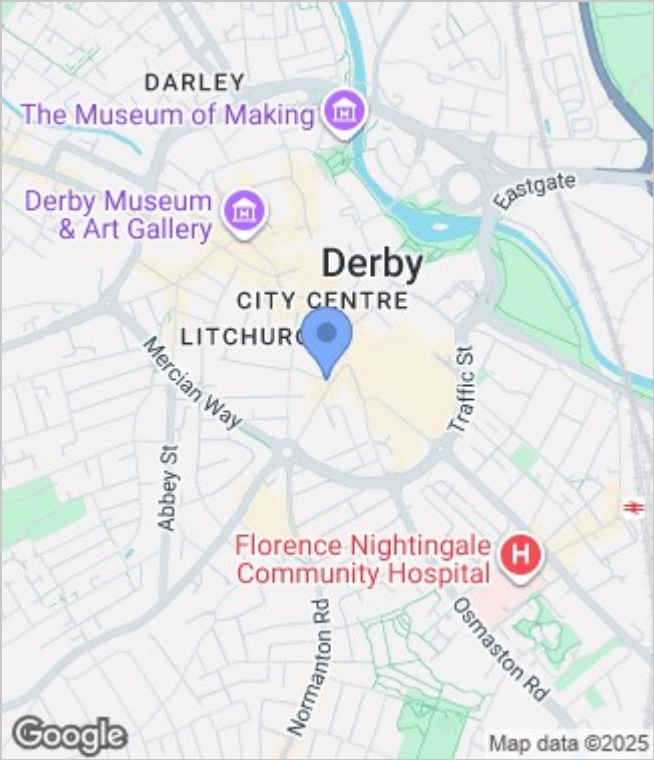 DARLEY
The Museum of Making
Eastgate
Derby Museum
& Art Gallery
Derby
CITY CENTRE
LITCHURC
Mercian Way
Traffic St
Abbey St
Florence Nightingale
Community Hospital
H
Osmaston Rd
Normanton Rd
Google
Map data ©2025